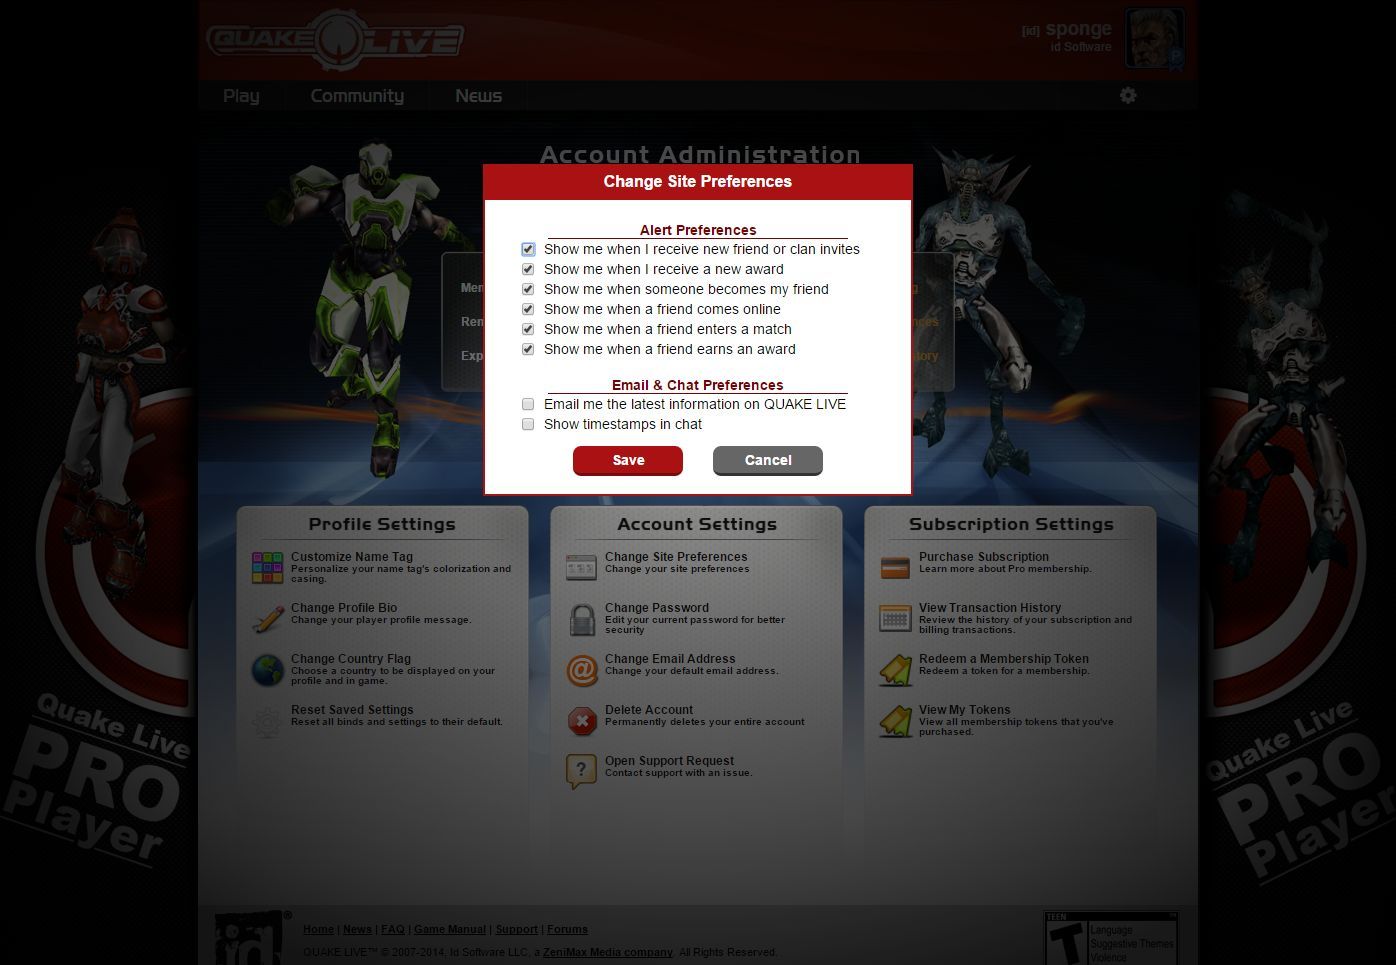 QUAKE LIVE
[id] sponge
id Software
P
Play
Community
News
Account Administration
Change Site Preferences
Alert Preferences
Show me when I receive new friend or clan invites
Show me when I receive a new award
Show me when someone becomes my friend
Show me when a friend comes online
Show me when a friend enters a match
Show me when a friend earns an award
Email & Chat Preferences
Email me the latest information on QUAKE LIVE
Show timestamps in chat
Save
Cancel
Profile Settings
Customize Name Tag
Personalize your name tag's colorization and
casing.
Change Profile Bio
Change your player profile message.
Change Country Flag
Choose a country to be displayed on your
profile and in game.
Reset Saved Settings
Reset all binds and settings to their default.
Account Settings
Change Site Preferences
Change your site preferences
Change Password
Edit your current password for better
security
Change Email Address
Change your default email address.
Delete Account
Permanently deletes your entire account
Open Support Request
Contact support with an issue.
Subscription Settings
Purchase Subscription
Learn more about Pro membership.
View Transaction History
Review the history of your subscription and
billing transactions.
Redeem a Membership Token
Redeem a token for a membership.
View My Tokens
View all membership tokens that you've
purchased.
Quake Live
PRO
Player
Quake Live
PRO
Player
id®
Home | News | FAQ | Game Manual | Support | Forums
QUAKE LIVE™ © 2007-2014, Id Software LLC, a ZeniMax Media company. All Rights Reserved.
TEEN
T
Language
Suggestive Themes
Violence